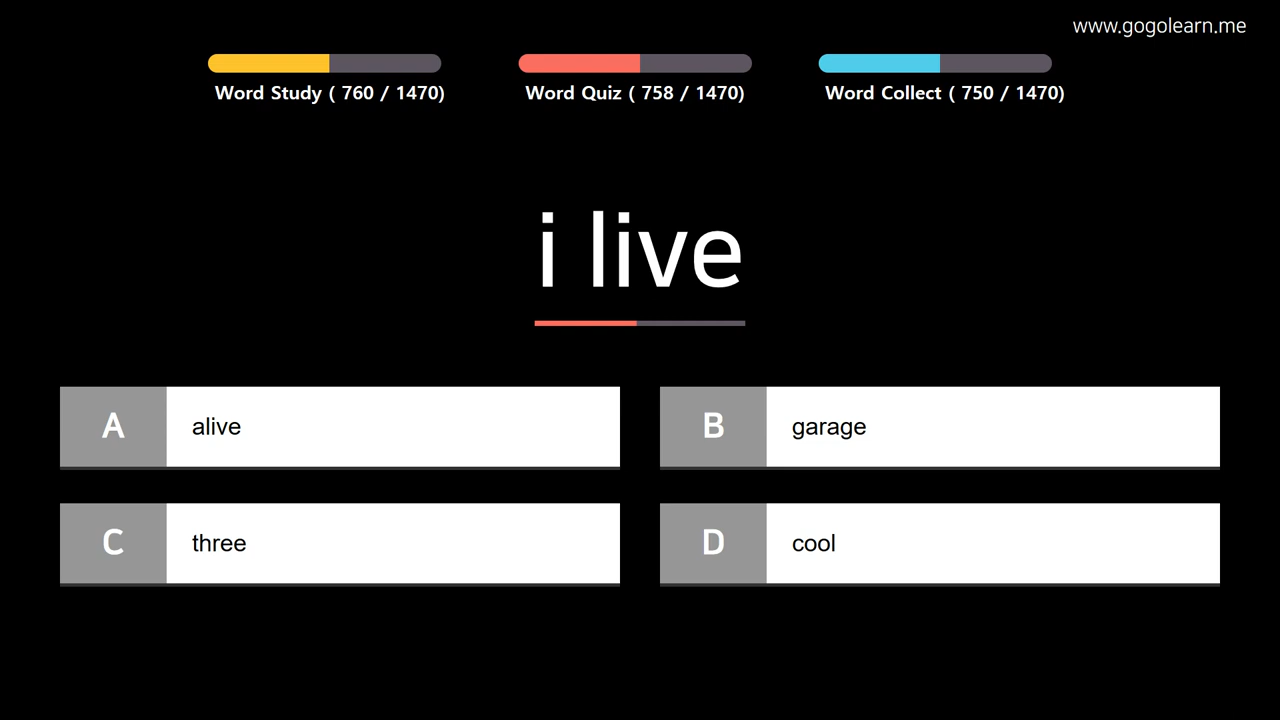 www.gogolearn.me
Word Study ( 760 / 1470)
Word Quiz ( 758 / 1470)
Word Collect ( 750 / 1470)
i live
A alive
B garage
C three
D cool